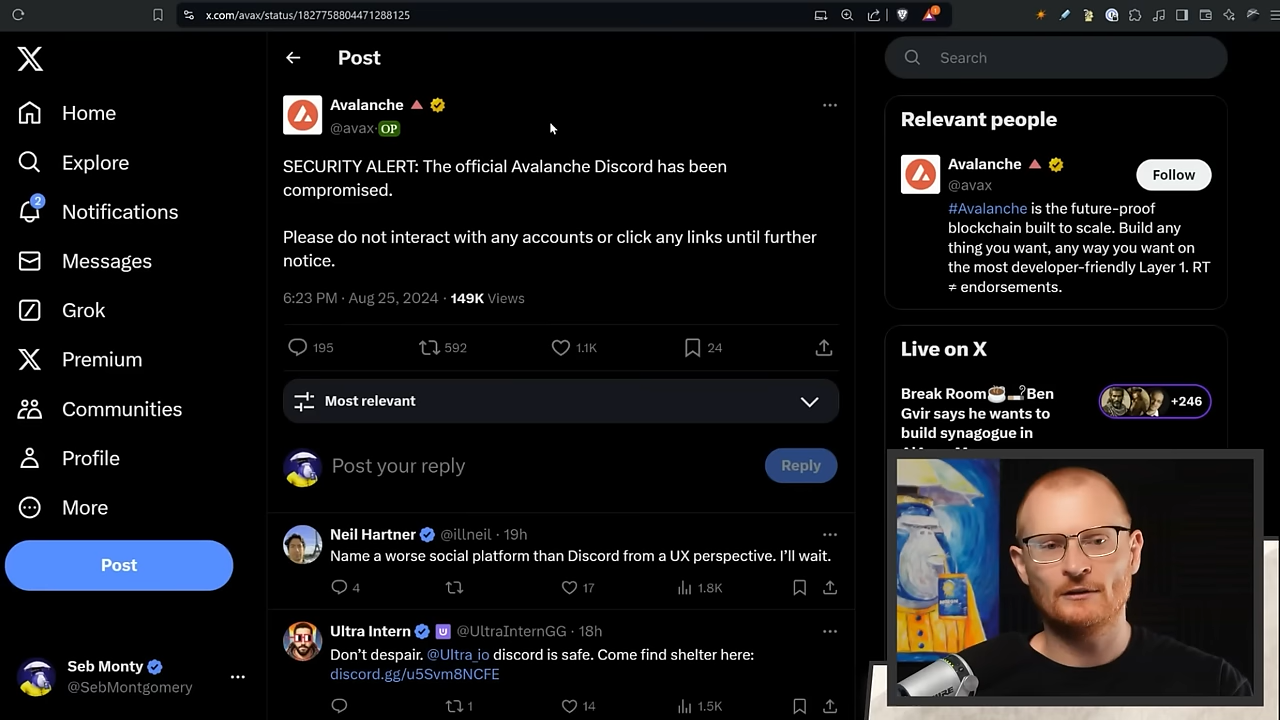 x.com/avax/status/1827758804471288125
Home
Explore
2
Notifications
Messages
Grok
Premium
Communities
Profile
More
Post
Seb Monty
@SebMontgomery
Post
Avalanche
@avax· OP
SECURITY ALERT: The official Avalanche Discord has been
compromised.
Please do not interact with any accounts or click any links until further
notice.
6:23 PM · Aug 25, 2024 · 149K Views
195 592 1.1K 24
Most relevant
Post your reply
Reply
Neil Hartner @illneil · 19h
Name a worse social platform than Discord from a UX perspective. I'll wait.
4 17 1.8K
Ultra Intern @UltraInternGG · 18h
Don't despair. @Ultra_io discord is safe. Come find shelter here:
discord.gg/u5Svm8NCFE
1 14 1.5K
Search
Relevant people
Avalanche
@avax
Follow
#Avalanche is the future-proof
blockchain built to scale. Build any
thing you want, any way you want on
the most developer-friendly Layer 1. RT
≠ endorsements.
Live on X
Break Room☕🚬Ben
Gvir says he wants to
build synagogue in
+246